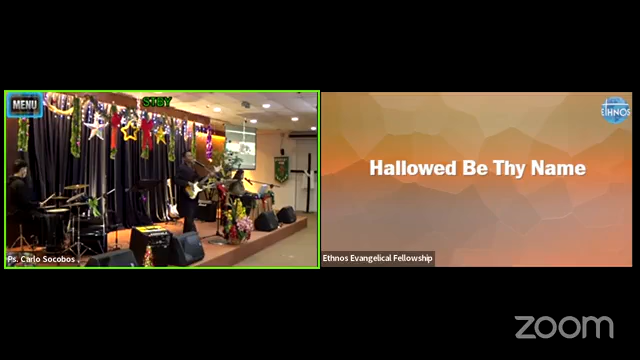 MENU
STBY
Ps. Carlo Socobos
ETHNOS
Hallowed Be Thy Name
Ethnos Evangelical Fellowship
zoom